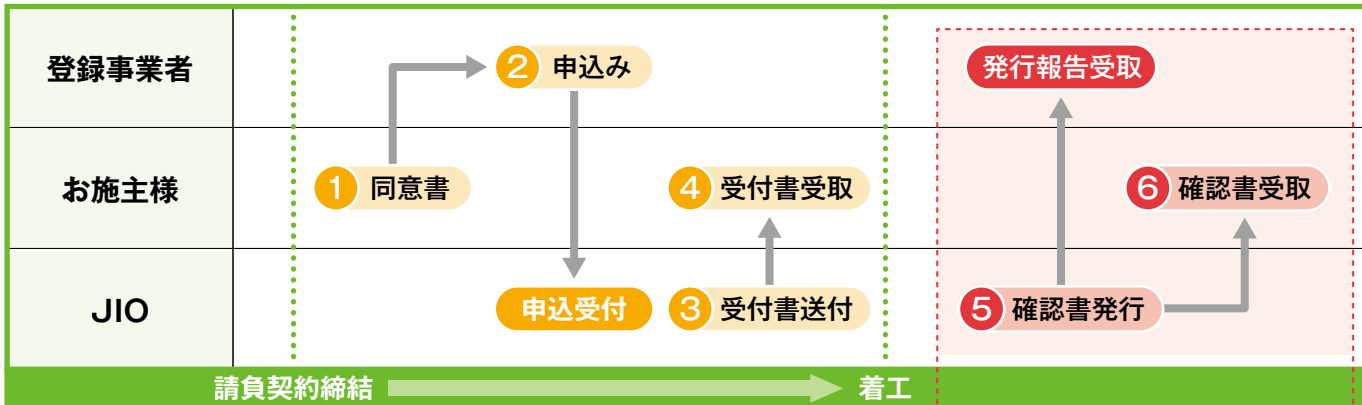 登録事業者
② 申込み
発行報告受取
お施主様
① 同意書
④ 受付書受取
⑥ 確認書受取
JIO
申込受付
③ 受付書送付
⑤ 確認書発行
請負契約締結
着工